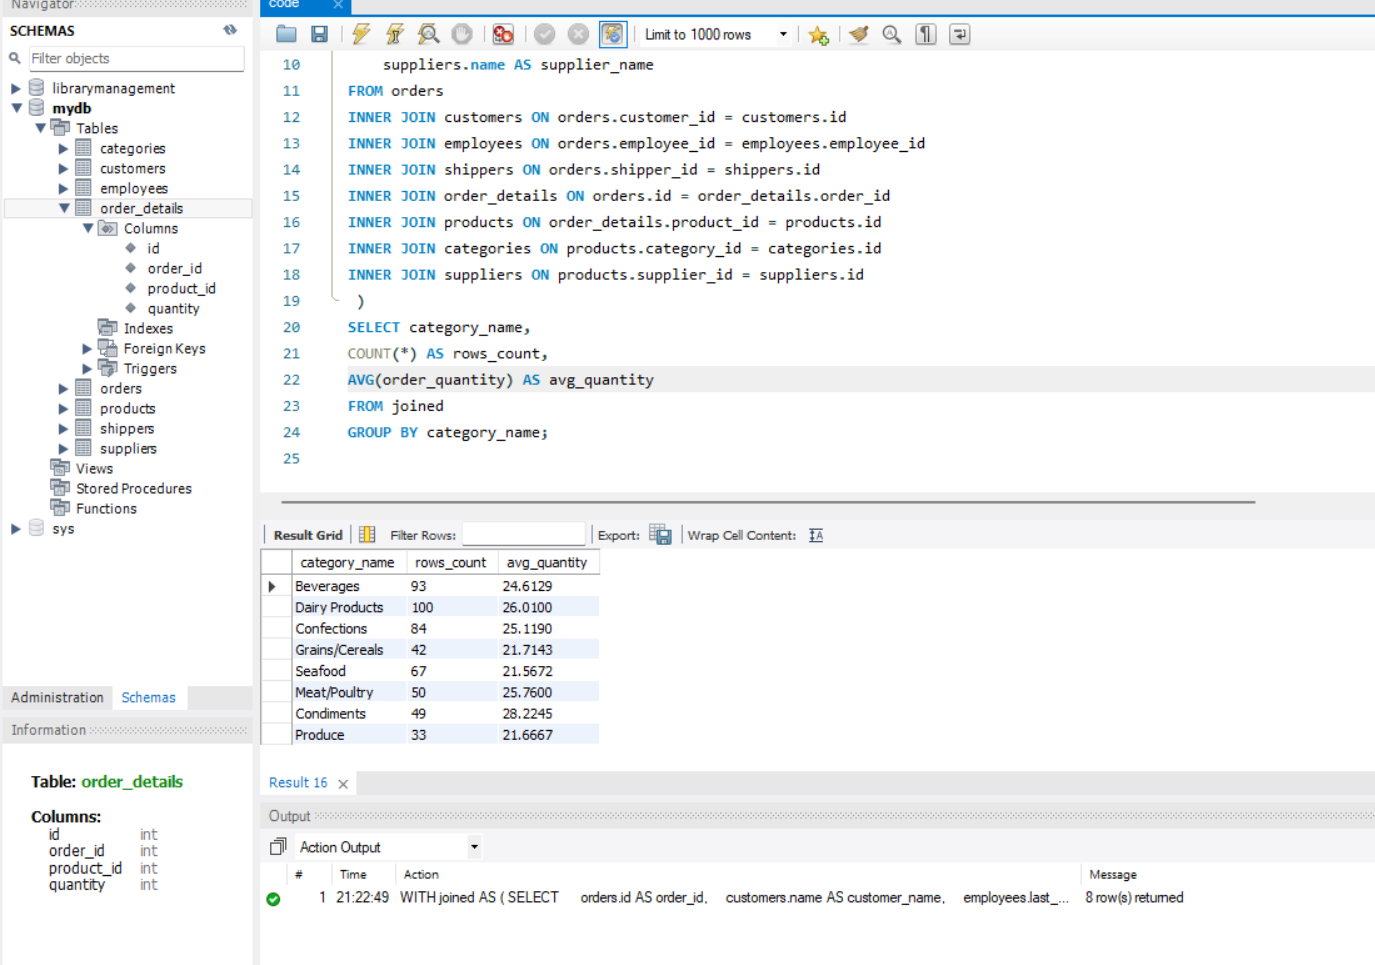 Navigator
SCHEMAS
Filter objects
librarymanagement
mydb
Tables
categories
customers
employees
order_details
Columns
id
order_id
product_id
quantity
Indexes
Foreign Keys
Triggers
orders
products
shippers
suppliers
Views
Stored Procedures
Functions
sys
Administration Schemas
Information
Table: order_details
Columns:
id int
order_id int
product_id int
quantity int
code
Limit to 1000 rows
10 suppliers.name AS supplier_name
11 FROM orders
12 INNER JOIN customers ON orders.customer_id = customers.id
13 INNER JOIN employees ON orders.employee_id = employees.employee_id
14 INNER JOIN shippers ON orders.shipper_id = shippers.id
15 INNER JOIN order_details ON orders.id = order_details.order_id
16 INNER JOIN products ON order_details.product_id = products.id
17 INNER JOIN categories ON products.category_id = categories.id
18 INNER JOIN suppliers ON products.supplier_id = suppliers.id
19 )
20 SELECT category_name,
21 COUNT(*) AS rows_count,
22 AVG(order_quantity) AS avg_quantity
23 FROM joined
24 GROUP BY category_name;
25
Result Grid Filter Rows: Export: Wrap Cell Content: IA
category_name rows_count avg_quantity
Beverages 93 24.6129
Dairy Products 100 26.0100
Confections 84 25.1190
Grains/Cereals 42 21.7143
Seafood 67 21.5672
Meat/Poultry 50 25.7600
Condiments 49 28.2245
Produce 33 21.6667
Result 16
Output
Action Output
# Time Action Message
1 21:22:49 WITH joined AS ( SELECT orders.id AS order_id, customers.name AS customer_name, employees.last_... 8 row(s) returned